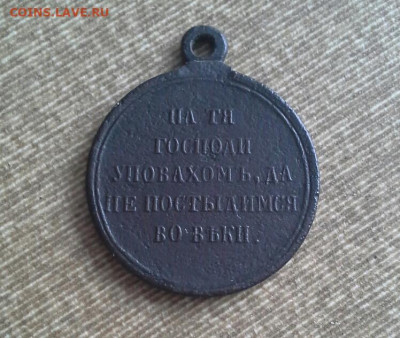 COINS.LAVE.RU
НА ТЯ
ГОСПОДИ
УПОВАХОМЪ, ДА
НЕ ПОСТЫДИМСЯ
ВО ВѢКИ.